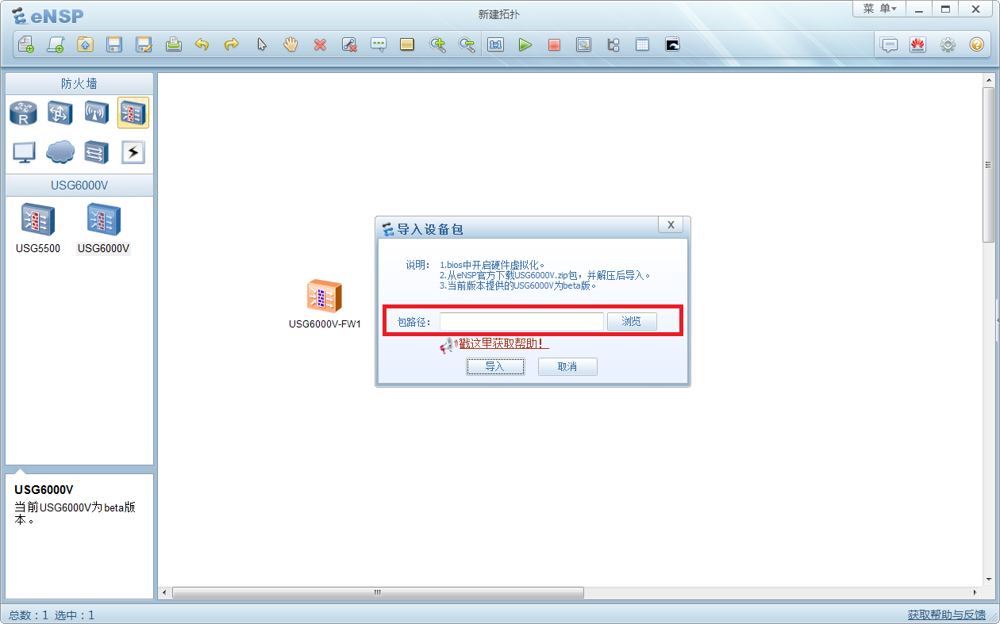 eNSP
新建拓扑
菜 单
1:1
防火墙
R
USG6000V
USG5500
USG6000V
USG6000V-FW1
导入设备包
X
说明：
1.bios中开启硬件虚拟化。
2.从eNSP官方下载USG6000V.zip包，并解压后导入。
3.当前版本提供的USG6000V为beta版。
包路径：
浏览
戳这里获取帮助！
导入
取消
USG6000V
当前USG6000V为beta版
本。
总数：1 选中：1
获取帮助与反馈